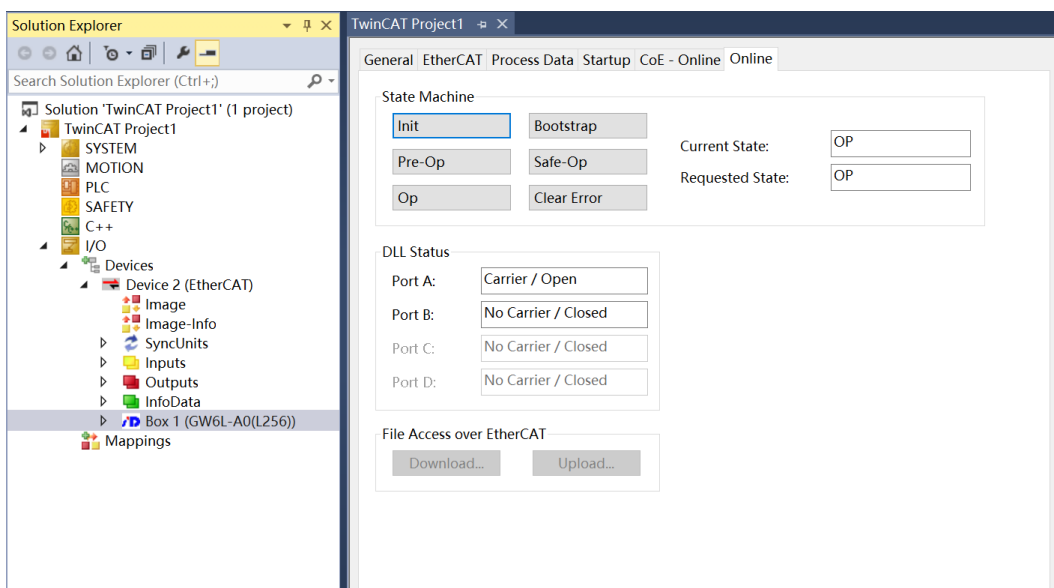 Solution Explorer
Search Solution Explorer (Ctrl+;)
Solution 'TwinCAT Project1' (1 project)
TwinCAT Project1
SYSTEM
MOTION
PLC
SAFETY
C++
I/O
Devices
Device 2 (EtherCAT)
Image
Image-Info
SyncUnits
Inputs
Outputs
InfoData
Box 1 (GW6L-A0(L256))
Mappings
TwinCAT Project1
General EtherCAT Process Data Startup CoE - Online Online
State Machine
Init Bootstrap
Pre-Op Safe-Op
Op Clear Error
Current State: OP
Requested State: OP
DLL Status
Port A: Carrier / Open
Port B: No Carrier / Closed
Port C: No Carrier / Closed
Port D: No Carrier / Closed
File Access over EtherCAT
Download... Upload...